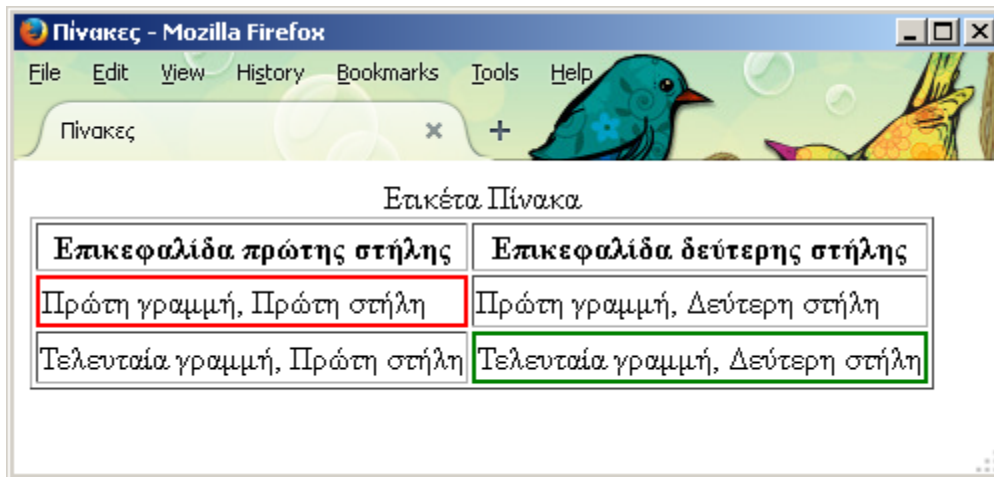 Πίνακες - Mozilla Firefox
File Edit View History Bookmarks Tools Help
Πίνακες
Ετικέτα Πίνακα
Επικεφαλίδα πρώτης στήλης Επικεφαλίδα δεύτερης στήλης
Πρώτη γραμμή, Πρώτη στήλη Πρώτη γραμμή, Δεύτερη στήλη
Τελευταία γραμμή, Πρώτη στήλη Τελευταία γραμμή, Δεύτερη στήλη